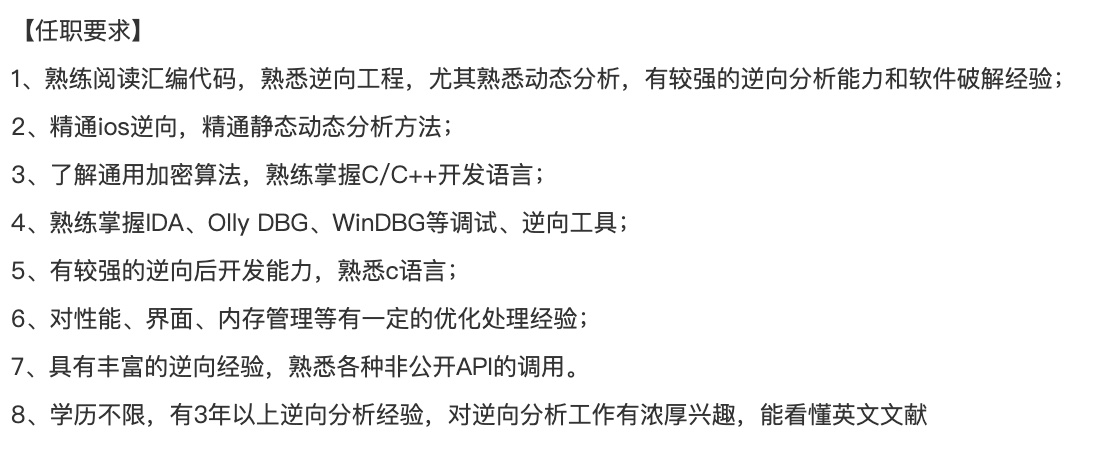 【任职要求】
1、熟练阅读汇编代码，熟悉逆向工程，尤其熟悉动态分析，有较强的逆向分析能力和软件破解经验；
2、精通ios逆向，精通静态动态分析方法；
3、了解通用加密算法，熟练掌握C/C++开发语言；
4、熟练掌握IDA、Olly DBG、WinDBG等调试、逆向工具；
5、有较强的逆向后开发能力，熟悉c语言；
6、对性能、界面、内存管理等有一定的优化处理经验；
7、具有丰富的逆向经验，熟悉各种非公开API的调用。
8、学历不限，有3年以上逆向分析经验，对逆向分析工作有浓厚兴趣，能看懂英文文献